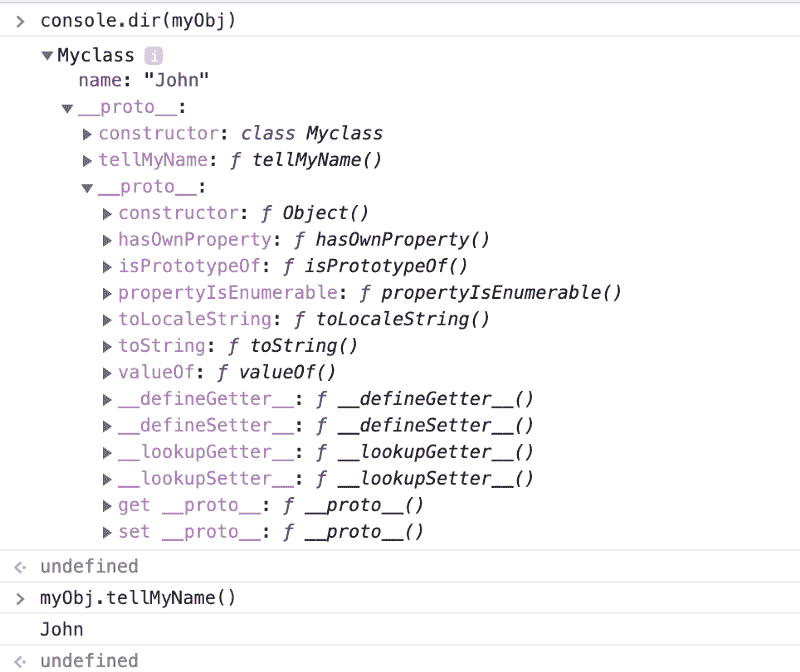 > console.dir(myObj)
▼Myclass i
name: "John"
▼__proto__:
▶constructor: class Myclass
▶tellMyName: ƒ tellMyName()
▼__proto__:
▶constructor: ƒ Object()
▶hasOwnProperty: ƒ hasOwnProperty()
▶isPrototypeOf: ƒ isPrototypeOf()
▶propertyIsEnumerable: ƒ propertyIsEnumerable()
▶toLocaleString: ƒ toLocaleString()
▶toString: ƒ toString()
▶valueOf: ƒ valueOf()
▶__defineGetter__: ƒ __defineGetter__()
▶__defineSetter__: ƒ __defineSetter__()
▶__lookupGetter__: ƒ __lookupGetter__()
▶__lookupSetter__: ƒ __lookupSetter__()
▶get __proto__: ƒ __proto__()
▶set __proto__: ƒ __proto__()
undefined
> myObj.tellMyName()
John
undefined